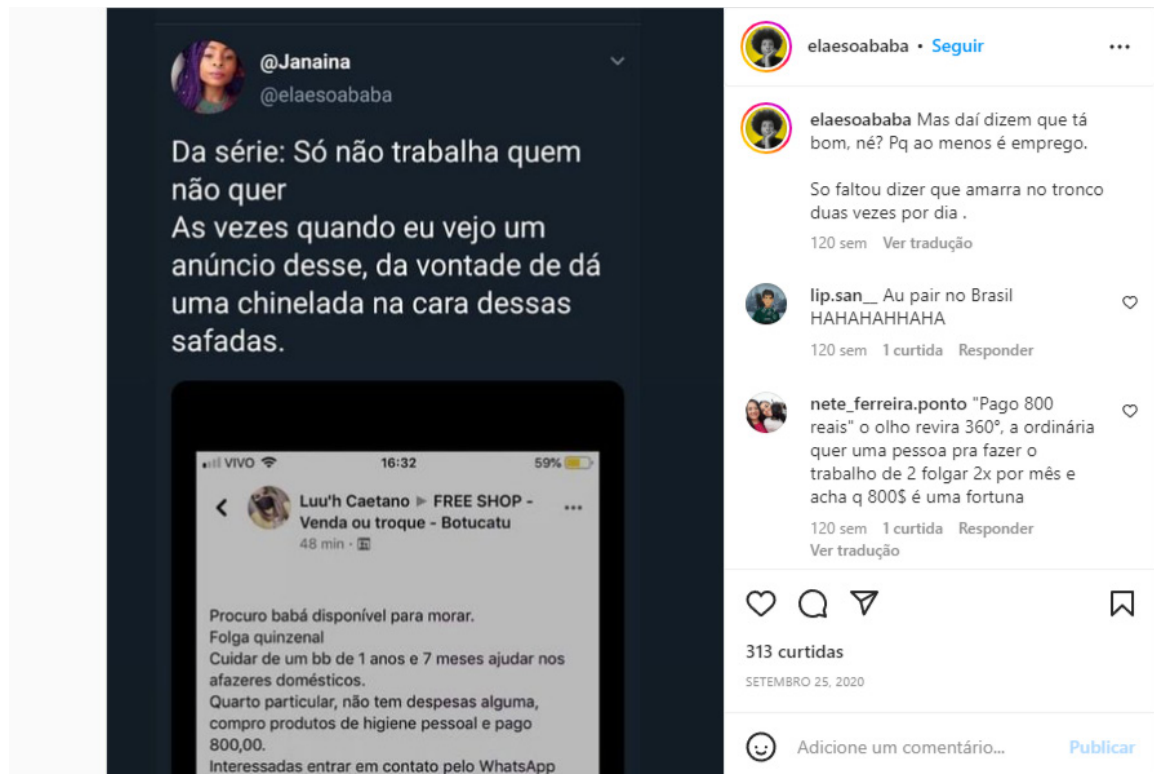 @Janaina
@elaesoababa
Da série: Só não trabalha quem
não quer
As vezes quando eu vejo um
anúncio desse, da vontade de dá
uma chinelada na cara dessas
safadas.
VIVO 16:32 59%
Luu'h Caetano ▸ FREE SHOP -
Venda ou troque - Botucatu
48 min ·
Procuro babá disponível para morar.
Folga quinzenal
Cuidar de um bb de 1 anos e 7 meses ajudar nos
afazeres domésticos.
Quarto particular, não tem despesas alguma,
compro produtos de higiene pessoal e pago
800,00.
Interessadas entrar em contato pelo WhatsApp
elaesoababa • Seguir
elaesoababa Mas daí dizem que tá
bom, né? Pq ao menos é emprego.
So faltou dizer que amarra no tronco
duas vezes por dia .
120 sem Ver tradução
lip.san__ Au pair no Brasil
HAHAHAHHAHA
120 sem 1 curtida Responder
nete_ferreira.ponto "Pago 800
reais" o olho revira 360°, a ordinária
quer uma pessoa pra fazer o
trabalho de 2 folgar 2x por mês e
acha q 800$ é uma fortuna
120 sem 1 curtida Responder
Ver tradução
313 curtidas
SETEMBRO 25, 2020
Adicione um comentário... Publicar